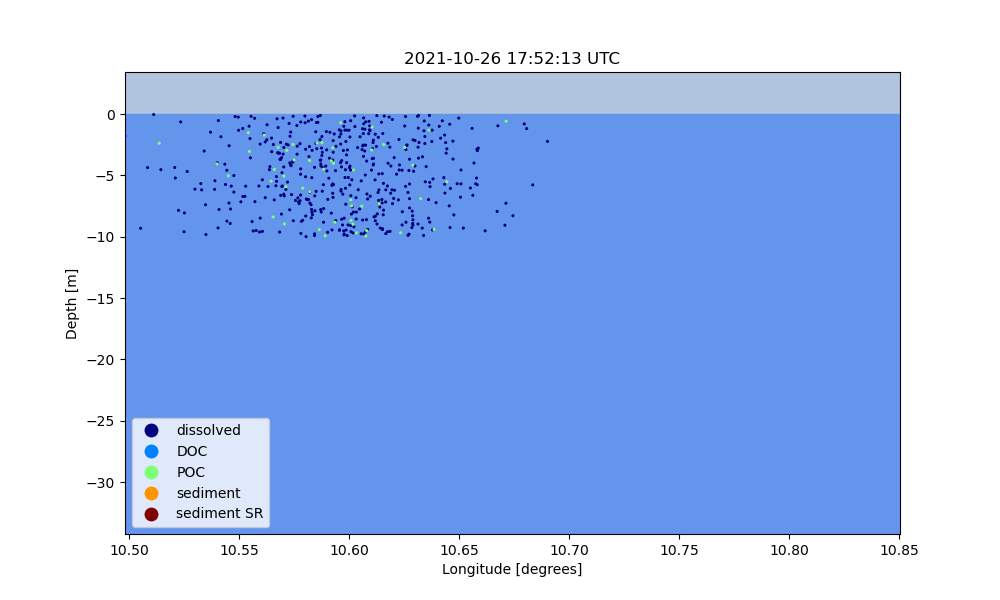 2021-10-26 17:52:13 UTC
0
−5
−10
−15
−20
−25
−30
Depth [m]
dissolved
DOC
POC
sediment
sediment SR
10.50 10.55 10.60 10.65 10.70 10.75 10.80 10.85
Longitude [degrees]